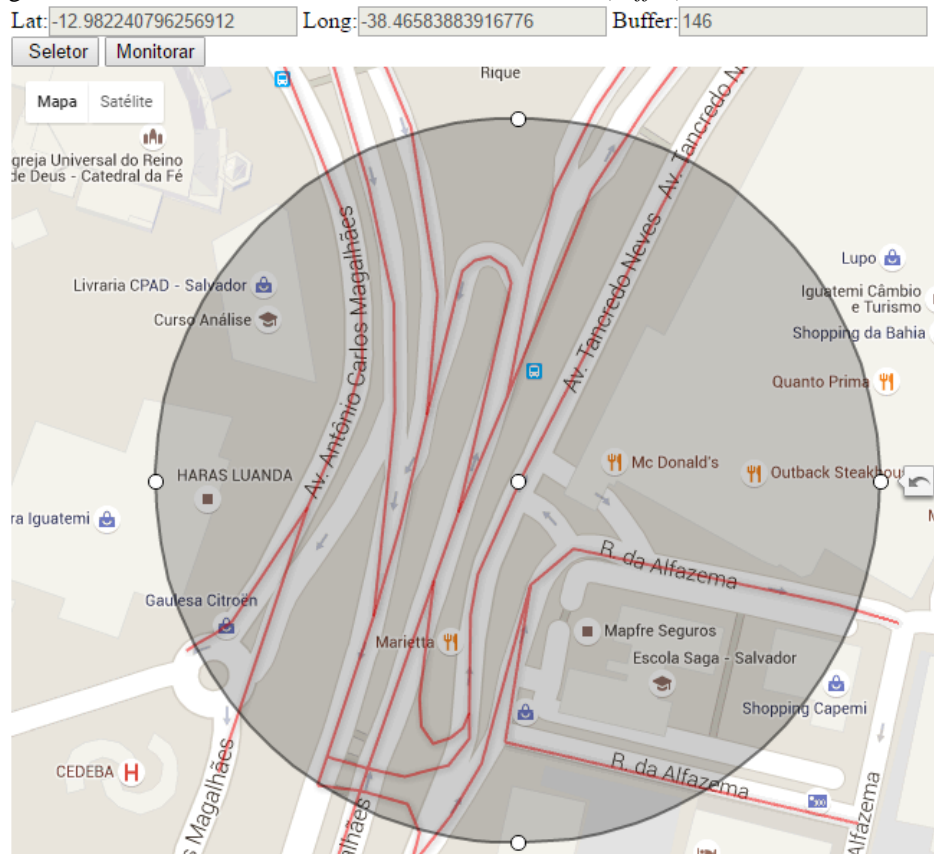 Lat: -12.982240796256912 Long: -38.46583883916776 Buffer: 146
Seletor Monitorar
Rique
Mapa Satélite
greja Universal do Reino
de Deus - Catedral da Fé
Av. Tancredo N
Av. Antônio Carlos Magalhães
Av. Tancredo Neves
Livraria CPAD - Salvador
Curso Análise
Lupo
Iguatemi Câmbio
e Turismo
Shopping da Bahia
Quanto Prima
Mc Donald's
Outback Steakhou
HARAS LUANDA
ra Iguatemi
R. da Alfazema
Gaulesa Citroën
Marietta
Mapfre Seguros
Escola Saga - Salvador
Shopping Capemi
CEDEBA H
R. da Alfazema
s Magalhães
alhães
Alfazema